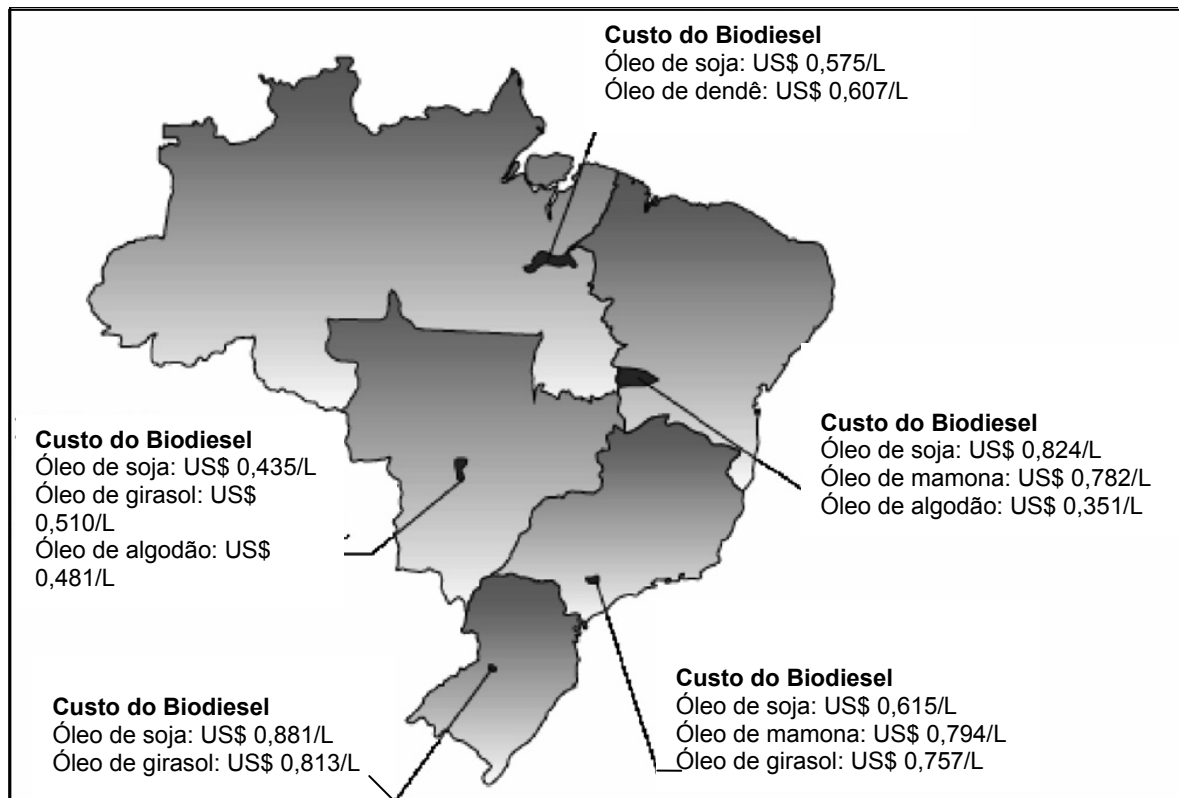 Custo do Biodiesel
Óleo de soja: US$ 0,575/L
Óleo de dendê: US$ 0,607/L
Custo do Biodiesel
Óleo de soja: US$ 0,435/L
Óleo de girasol: US$
0,510/L
Óleo de algodão: US$
0,481/L
Custo do Biodiesel
Óleo de soja: US$ 0,824/L
Óleo de mamona: US$ 0,782/L
Óleo de algodão: US$ 0,351/L
Custo do Biodiesel
Óleo de soja: US$ 0,881/L
Óleo de girasol: US$ 0,813/L
Custo do Biodiesel
Óleo de soja: US$ 0,615/L
Óleo de mamona: US$ 0,794/L
Óleo de girasol: US$ 0,757/L